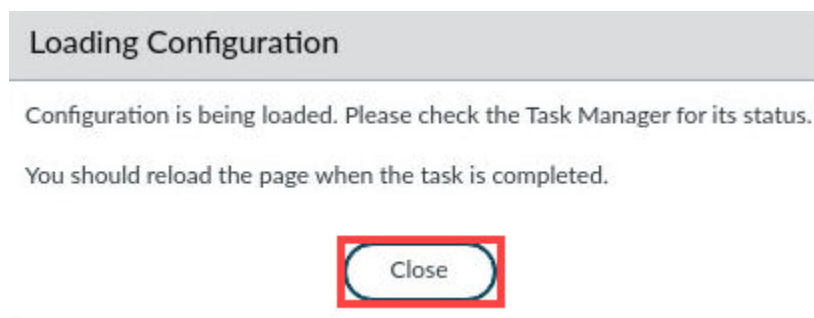 Loading Configuration
Configuration is being loaded. Please check the Task Manager for its status.
You should reload the page when the task is completed.
Close